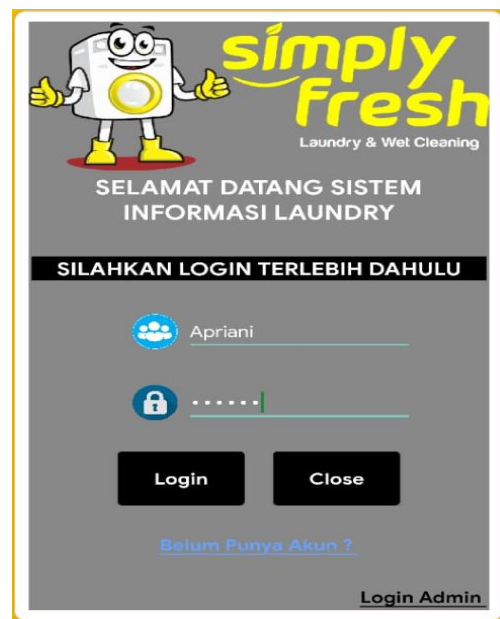 simply
fresh
Laundry & Wet Cleaning
SELAMAT DATANG SISTEM
INFORMASI LAUNDRY
SILAHKAN LOGIN TERLEBIH DAHULU
Apriani
••••••
Login Close
Belum Punya Akun ?
Login Admin